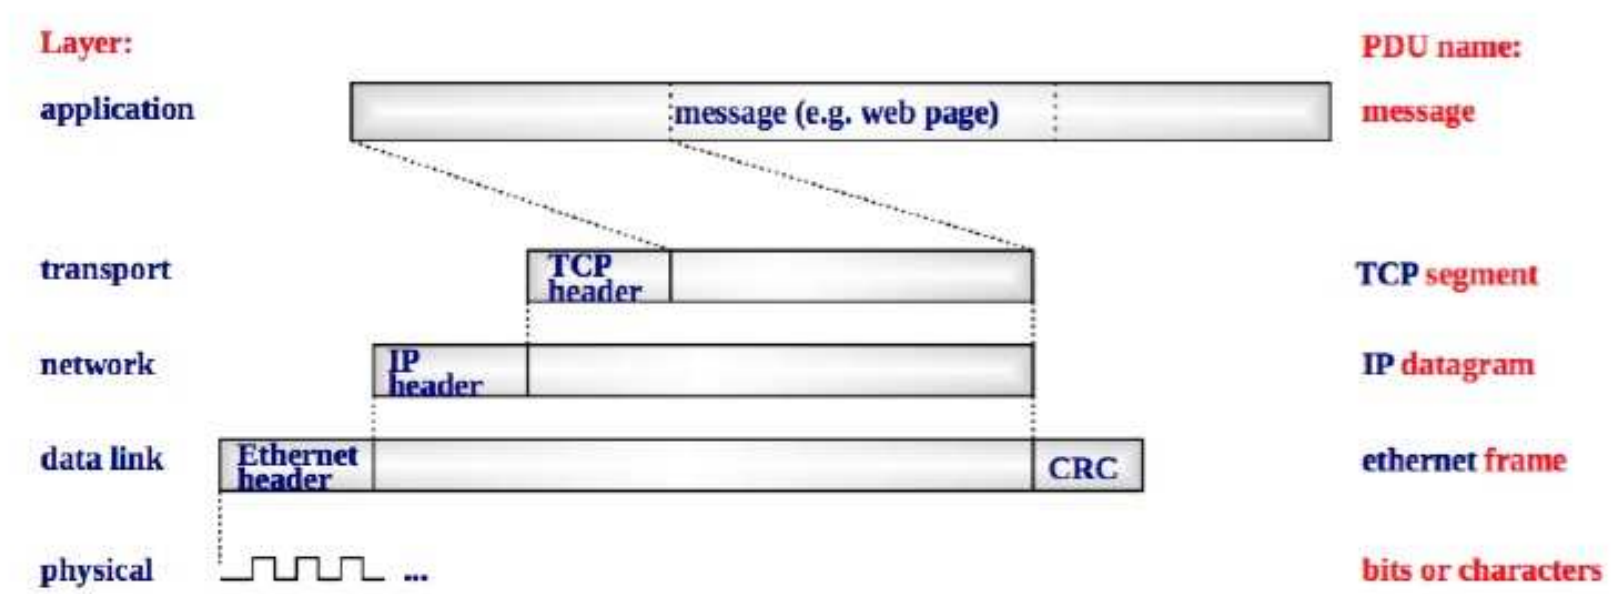 Layer:
PDU name:
application
message (e.g. web page)
message
transport
TCP
header
TCP segment
network
IP
header
IP datagram
data link
Ethernet
header
CRC
ethernet frame
physical
...
bits or characters